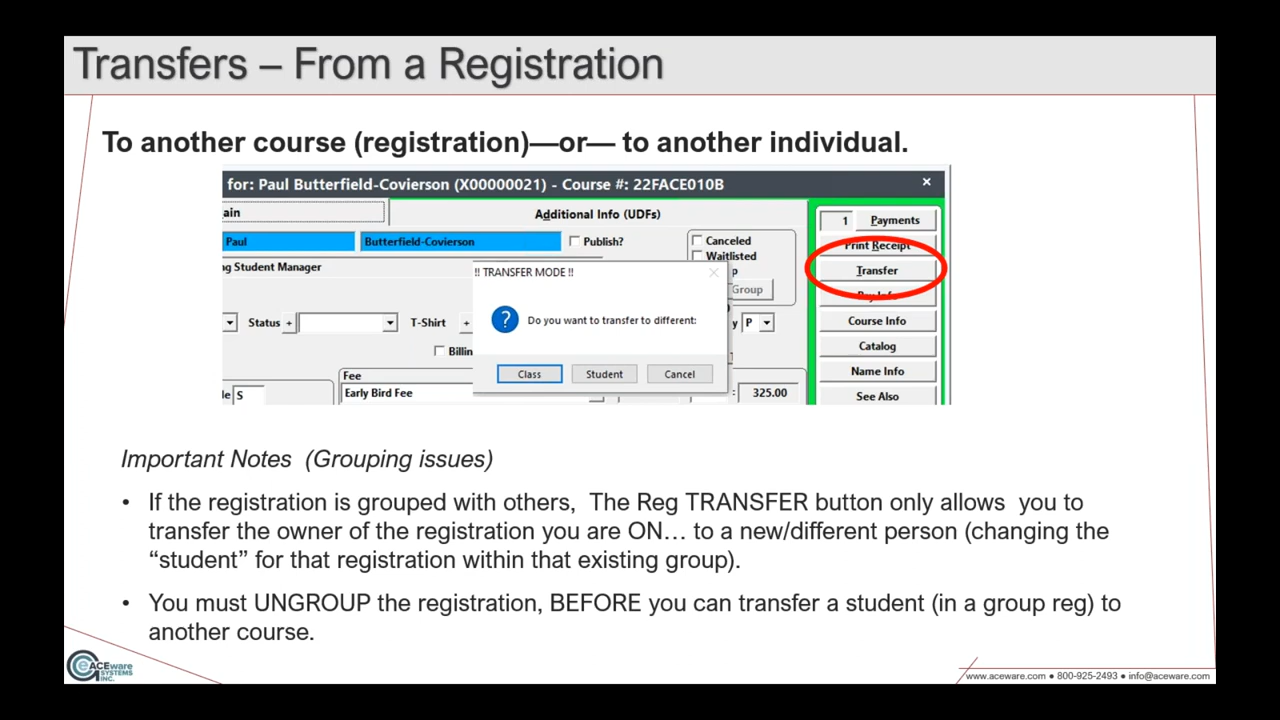 Transfers – From a Registration
To another course (registration)—or— to another individual.
for: Paul Butterfield-Covierson (X00000021) - Course #: 22FACE010B
ain
Additional Info (UDFs)
1 Payments
Paul Butterfield-Covierson Publish?
Canceled
Waitlisted
Print Receipt
g Student Manager
!! TRANSFER MODE !!
p
Transfer
Group
Status + T-Shirt +
Do you want to transfer to different:
y P
Course Info
Billin
Catalog
Class Student Cancel
Fee
Name Info
le S
Early Bird Fee
: 325.00
See Also
Important Notes (Grouping issues)
• If the registration is grouped with others, The Reg TRANSFER button only allows you to
transfer the owner of the registration you are ON… to a new/different person (changing the
“student” for that registration within that existing group).
• You must UNGROUP the registration, BEFORE you can transfer a student (in a group reg) to
another course.
ACEware
SYSTEMS
INC.
www.aceware.com ● 800-925-2493 ● info@aceware.com